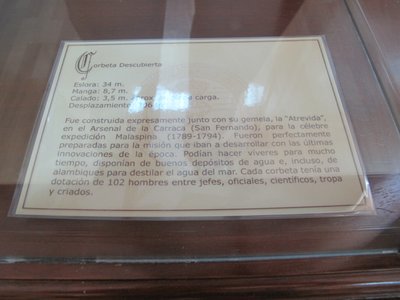 Corbeta Descubierta
Eslora: 34 m.
Manga: 8,7 m.
Calado: 3,5 m. carga.
Desplazamiento:
Fue construida expresamente junto con su gemela, la "Atrevida",
en el Arsenal de la Carraca (San Fernando), para la célebre
expedición Malaspina (1789-1794). Fueron perfectamente
preparadas para la misión que iban a desarrollar con las últimas
innovaciones de la época. Podían hacer víveres para mucho
tiempo, disponían de buenos depósitos de agua e, incluso, de
alambiques para destilar el agua del mar. Cada corbeta tenía una
dotación de 102 hombres entre jefes, oficiales, científicos, tropa
y criados.